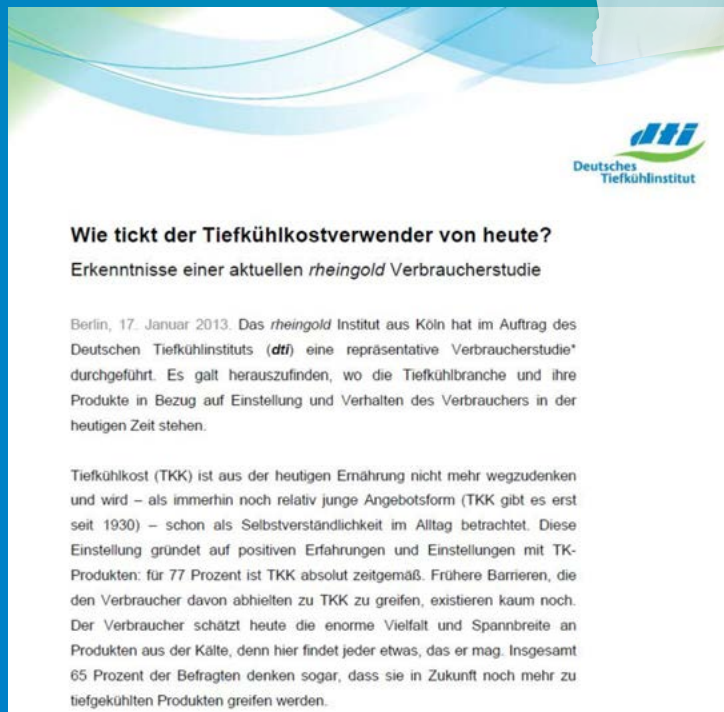 dti
Deutsches
Tiefkühlinstitut
Wie tickt der Tiefkühlkostverwender von heute?
Erkenntnisse einer aktuellen rheingold Verbraucherstudie
Berlin, 17. Januar 2013. Das rheingold Institut aus Köln hat im Auftrag des
Deutschen Tiefkühlinstituts (dti) eine repräsentative Verbraucherstudie*
durchgeführt. Es galt herauszufinden, wo die Tiefkühlbranche und ihre
Produkte in Bezug auf Einstellung und Verhalten des Verbrauchers in der
heutigen Zeit stehen.
Tiefkühlkost (TKK) ist aus der heutigen Ernährung nicht mehr wegzudenken
und wird – als immerhin noch relativ junge Angebotsform (TKK gibt es erst
seit 1930) – schon als Selbstverständlichkeit im Alltag betrachtet. Diese
Einstellung gründet auf positiven Erfahrungen und Einstellungen mit TK-
Produkten: für 77 Prozent ist TKK absolut zeitgemäß. Frühere Barrieren, die
den Verbraucher davon abhielten zu TKK zu greifen, existieren kaum noch.
Der Verbraucher schätzt heute die enorme Vielfalt und Spannbreite an
Produkten aus der Kälte, denn hier findet jeder etwas, das er mag. Insgesamt
65 Prozent der Befragten denken sogar, dass sie in Zukunft noch mehr zu
tiefgekühlten Produkten greifen werden.